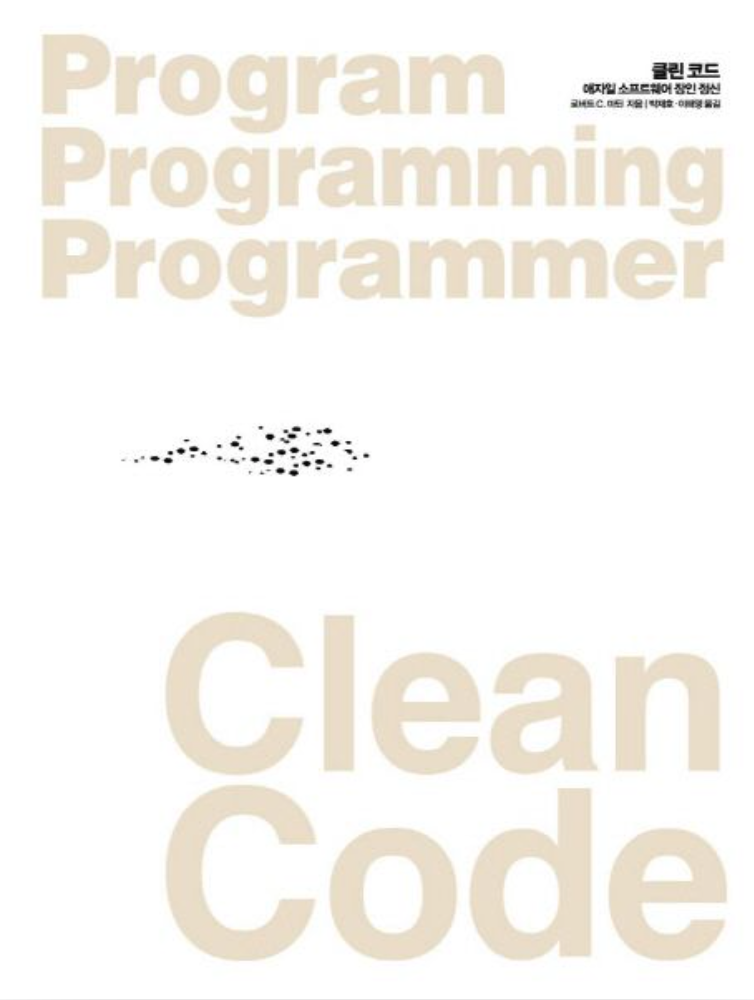 Program
Programming
Programmer
클린 코드
애자일 소프트웨어 장인 정신
로버트 C. 마틴 지음 | 박재호·이해영 옮김
Clean
Code